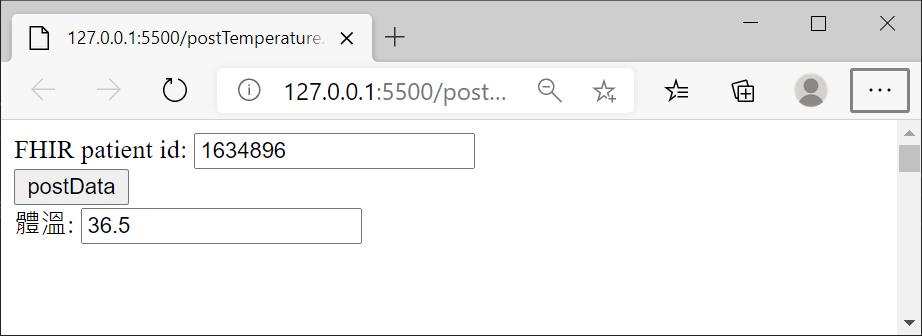 127.0.0.1:5500/postTemperature.
127.0.0.1:5500/post...
FHIR patient id: 1634896
postData
體溫: 36.5